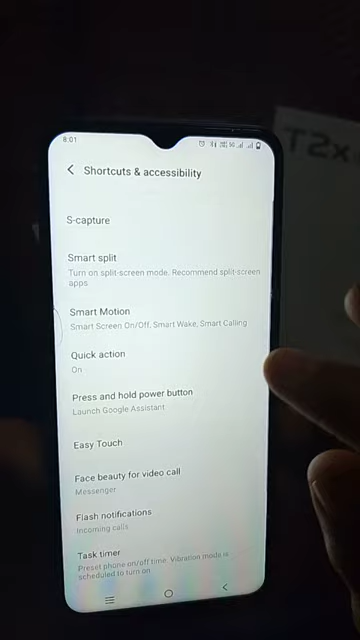 8:01
Shortcuts & accessibility
S-capture
Smart split
Turn on split-screen mode. Recommend split-screen
apps
Smart Motion
Smart Screen On/Off, Smart Wake, Smart Calling
Quick action
On
Press and hold power button
Launch Google Assistant
Easy Touch
Face beauty for video call
Messenger
Flash notifications
Incoming calls
Task timer
Preset phone on/off time. Vibration mode is
scheduled to turn on